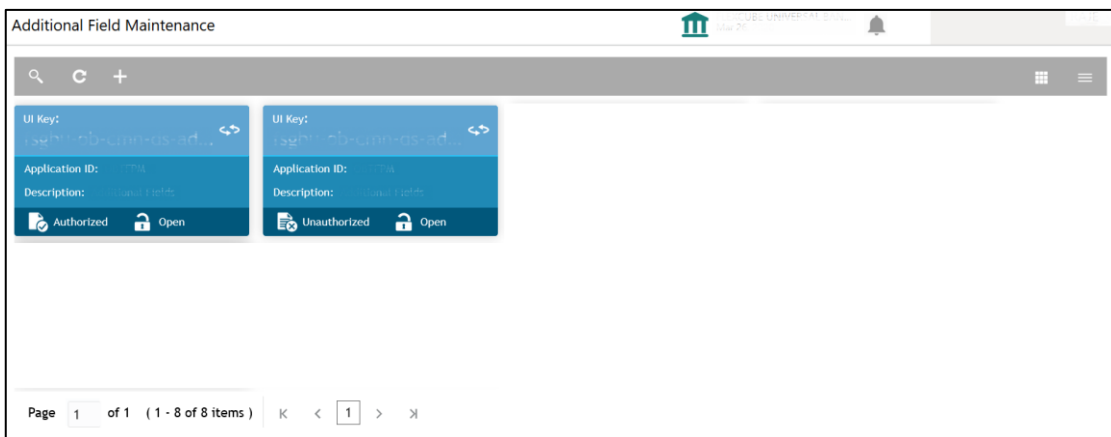 Additional Field Maintenance
UI Key:
Application ID:
Description:
Authorized Open
UI Key:
Application ID:
Description:
Unauthorized Open
Page 1 of 1 ( 1 - 8 of 8 items ) 1